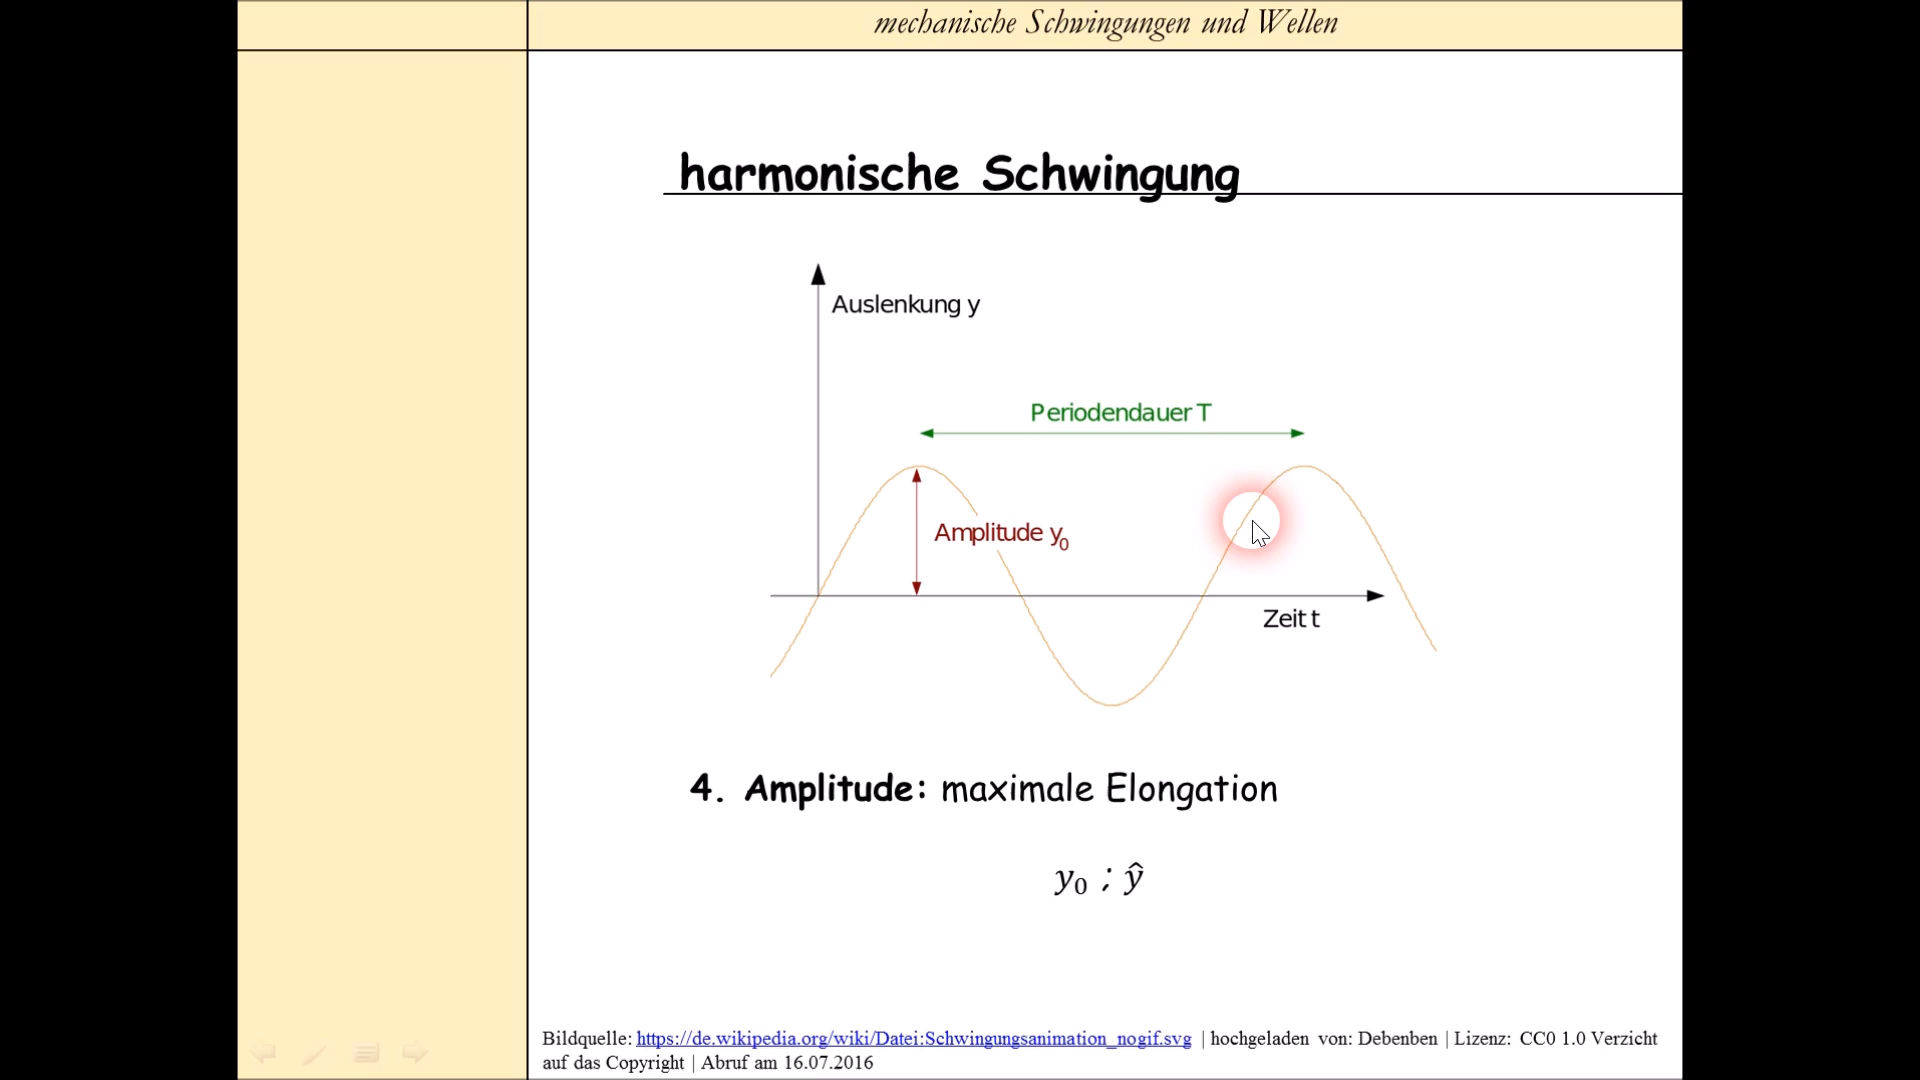 mechanische Schwingungen und Wellen
harmonische Schwingung
Auslenkung y
Periodendauer T
Amplitude y₀
Zeit t
4. Amplitude: maximale Elongation
y₀ ; ŷ
Bildquelle: https://de.wikipedia.org/wiki/Datei:Schwingungsanimation_nogif.svg | hochgeladen von: Debenben | Lizenz: CC0 1.0 Verzicht
auf das Copyright | Abruf am 16.07.2016